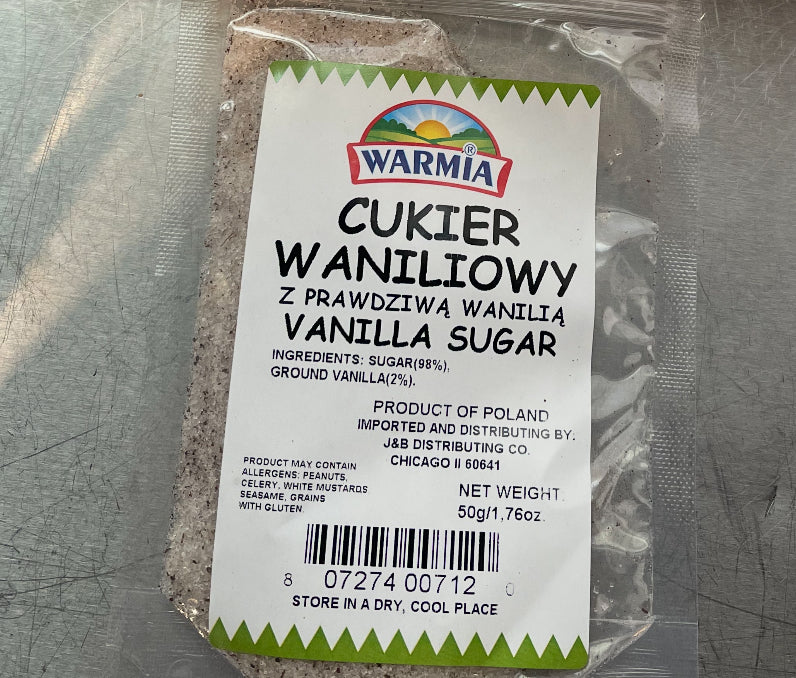 WARMIA®
CUKIER
WANILIOWY
Z PRAWDZIWĄ WANILIĄ
VANILLA SUGAR
INGREDIENTS: SUGAR(98%),
GROUND VANILLA(2%).
PRODUCT OF POLAND
IMPORTED AND DISTRIBUTING BY:
J&B DISTRIBUTING CO.
CHICAGO Il 60641
PRODUCT MAY CONTAIN
ALLERGENS: PEANUTS,
CELERY, WHITE MUSTARDS
SEASAME, GRAINS
WITH GLUTEN.
NET WEIGHT:
50g/1,76oz.
8 07274 00712 0
STORE IN A DRY, COOL PLACE